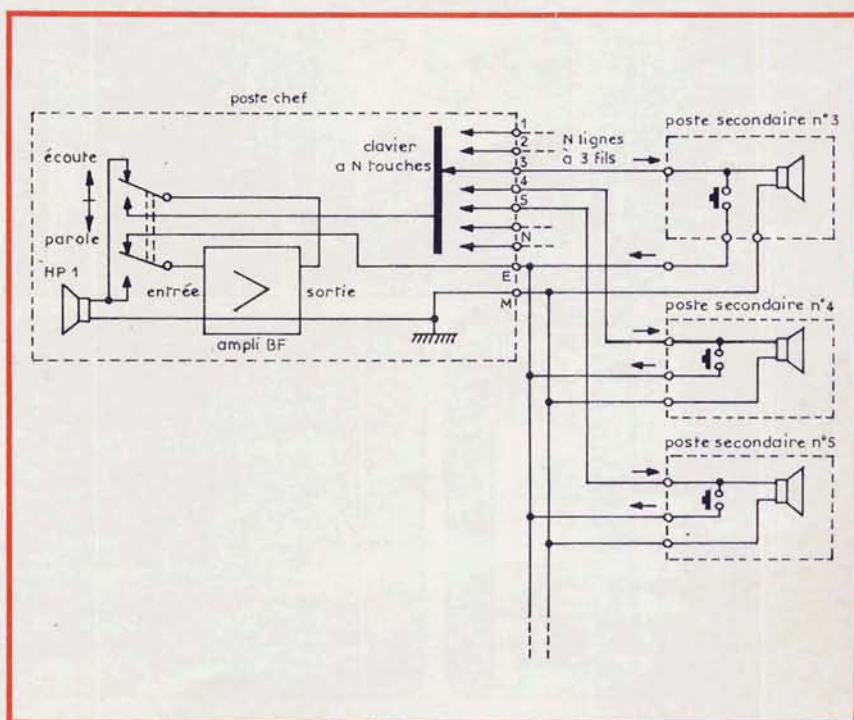 poste chef
écoute
parole
HP 1
entrée
sortie
ampli BF
clavier
a N touches
1
2
3
4
5
N
E
M
N lignes
à 3 fils
poste secondaire n°3
poste secondaire n°4
poste secondaire n°5